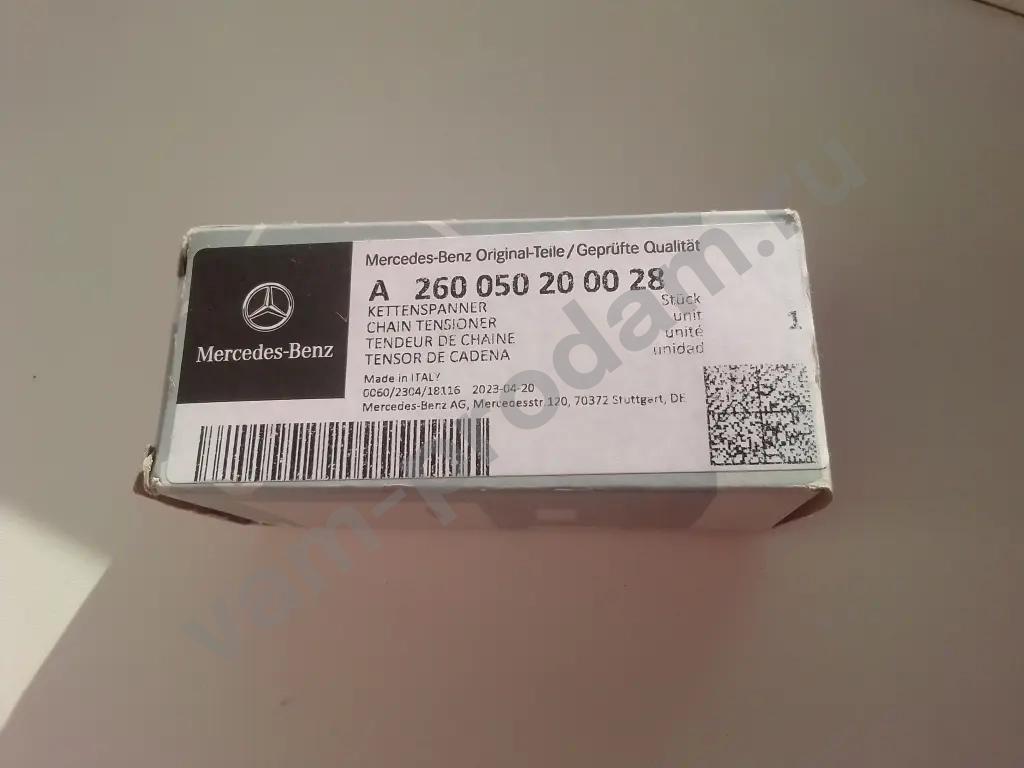 Mercedes-Benz
Mercedes-Benz Original-Teile/Geprüfte Qualität
A 260 050 20 00 28
KETTENSPANNER
CHAIN TENSIONER
TENDEUR DE CHAINE
TENSOR DE CADENA
Stück
unit
unité
unidad
1
Made in ITALY
0060/2304/18116 2023-04-20
Mercedes-Benz AG, Mercedesstr.120, 70372 Stuttgart, DE
vam-prodam.ru